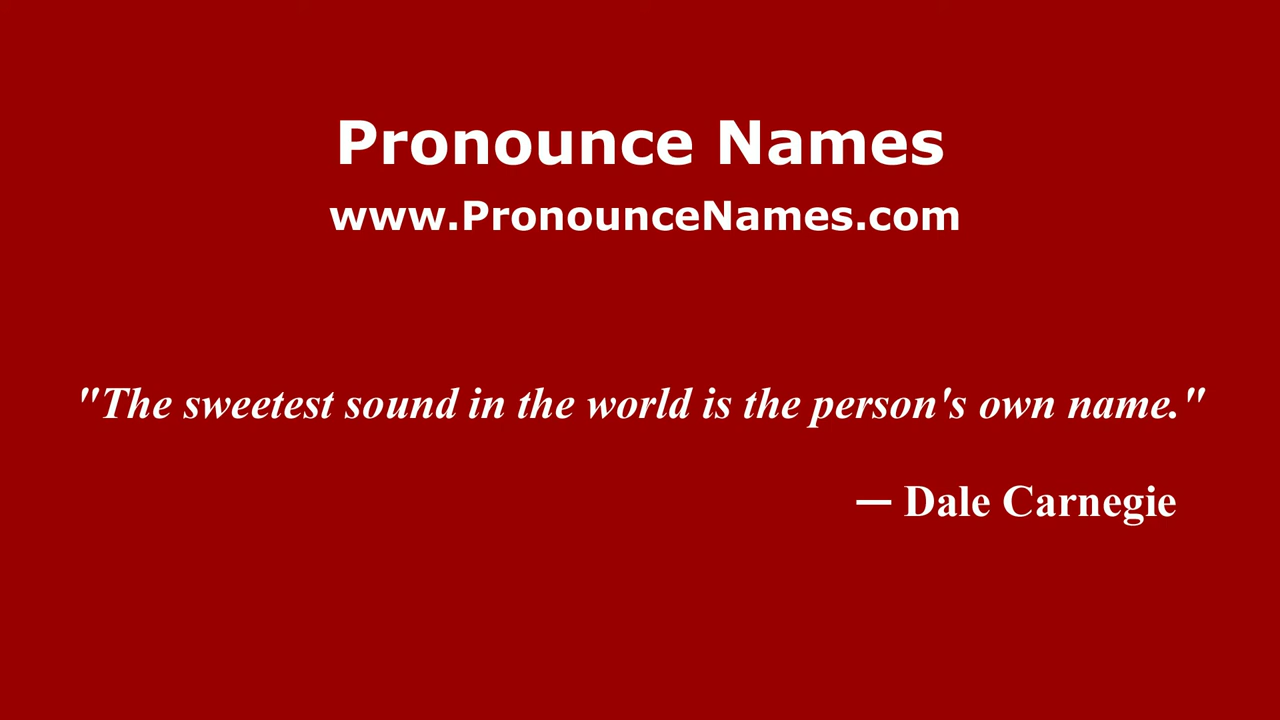 Pronounce Names
www.PronounceNames.com
"The sweetest sound in the world is the person's own name."
— Dale Carnegie